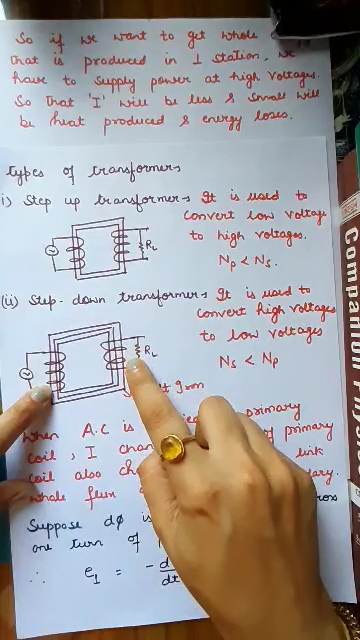 So if we want to get whole
that is produced in 1 station, we
have to supply power at high voltages.
So that 'I' will be less & small will
be heat produced & energy loses.
types of transformers
i) Step up transformers It is used to
convert low voltage
to high voltages.
NP < NS.
RL
(ii) Step-down transformers It is used to
convert high voltages
to low voltages
NS < NP
RL
When A.C is primary
coil, I of primary
coil also link
whole flux
Suppose dφ is
one turn of
∴ e1 = -d
dt
Companion